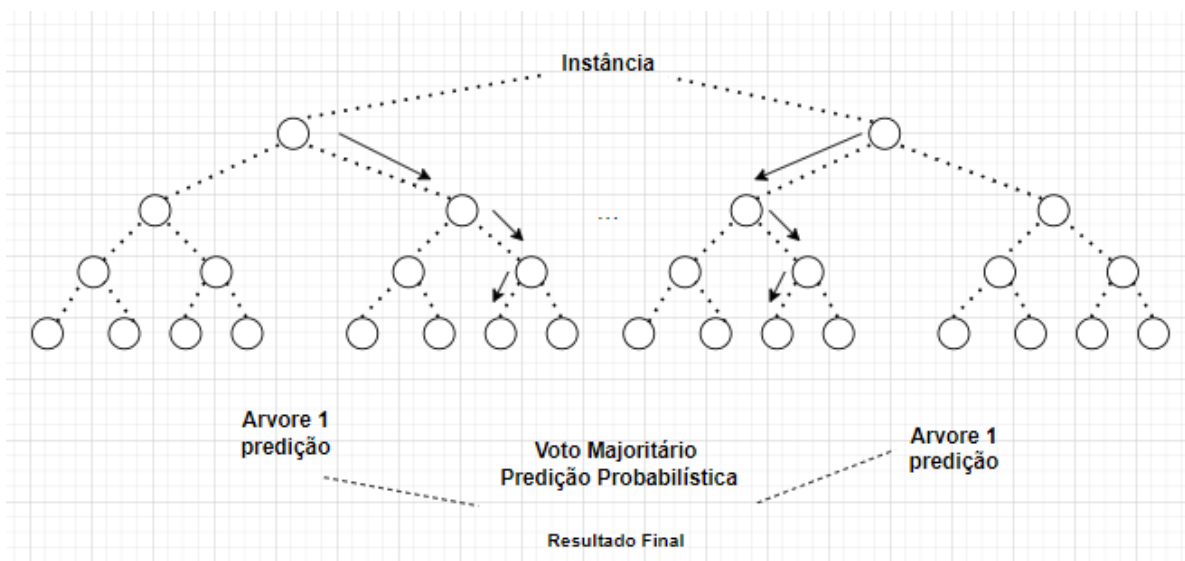 Instância
...
Arvore 1
predição
Voto Majoritário
Predição Probabilística
Arvore 1
predição
Resultado Final